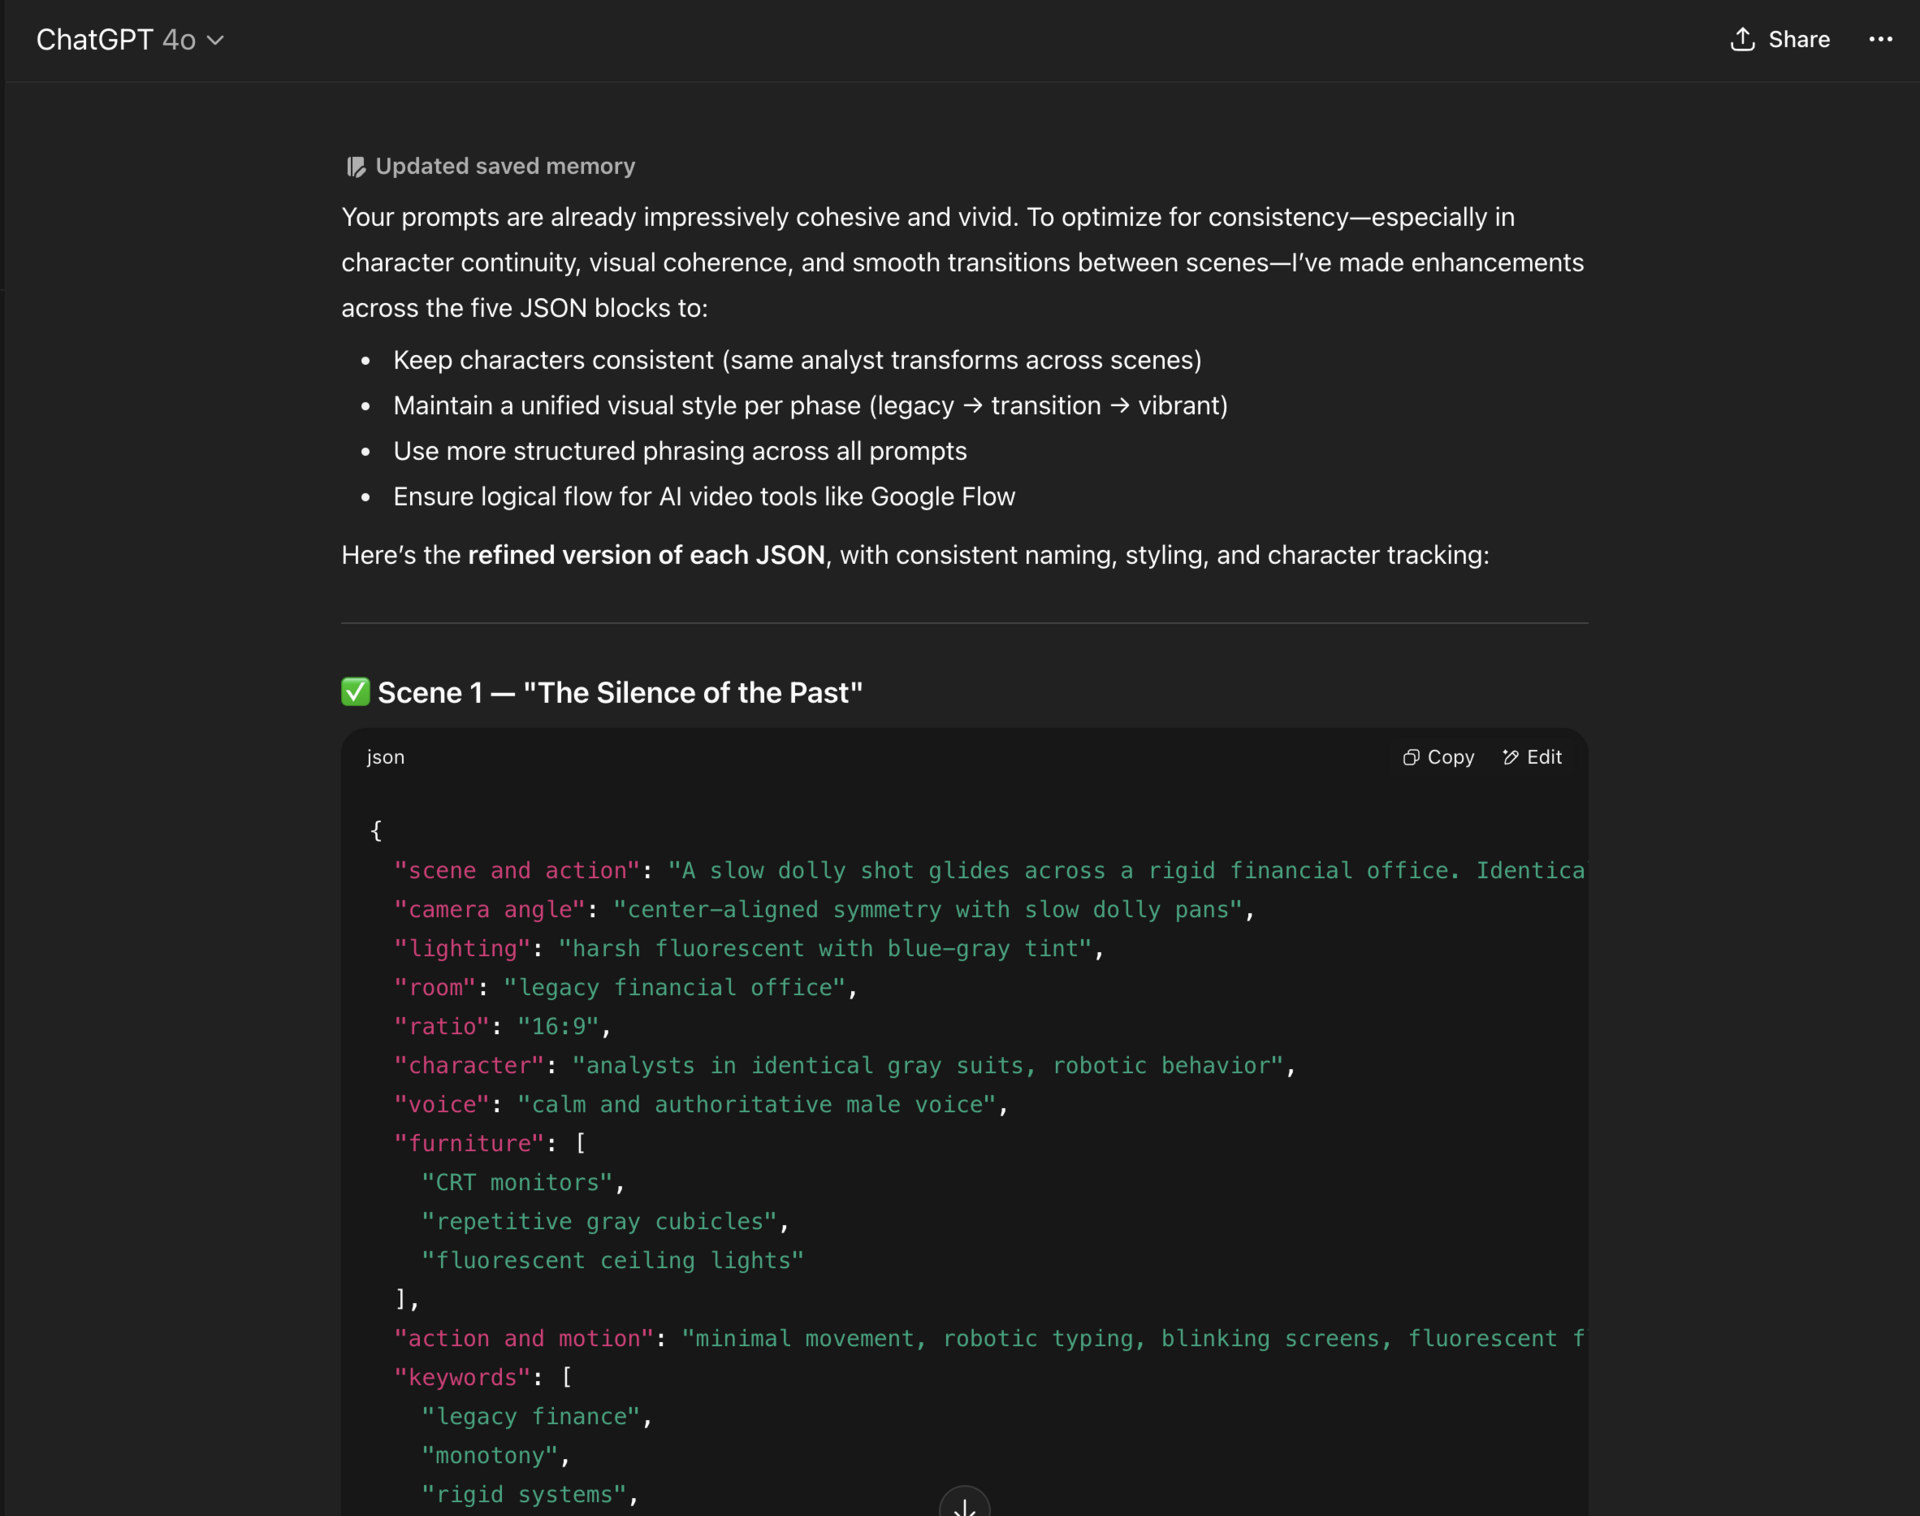 ChatGPT 4o
Share
Updated saved memory
Your prompts are already impressively cohesive and vivid. To optimize for consistency—especially in
character continuity, visual coherence, and smooth transitions between scenes—I’ve made enhancements
across the five JSON blocks to:
• Keep characters consistent (same analyst transforms across scenes)
• Maintain a unified visual style per phase (legacy → transition → vibrant)
• Use more structured phrasing across all prompts
• Ensure logical flow for AI video tools like Google Flow
Here’s the refined version of each JSON, with consistent naming, styling, and character tracking:
✅ Scene 1 — "The Silence of the Past"
json
Copy
Edit
{
"scene and action": "A slow dolly shot glides across a rigid financial office. Identica
"camera angle": "center-aligned symmetry with slow dolly pans",
"lighting": "harsh fluorescent with blue-gray tint",
"room": "legacy financial office",
"ratio": "16:9",
"character": "analysts in identical gray suits, robotic behavior",
"voice": "calm and authoritative male voice",
"furniture": [
"CRT monitors",
"repetitive gray cubicles",
"fluorescent ceiling lights"
],
"action and motion": "minimal movement, robotic typing, blinking screens, fluorescent f
"keywords": [
"legacy finance",
"monotony",
"rigid systems",